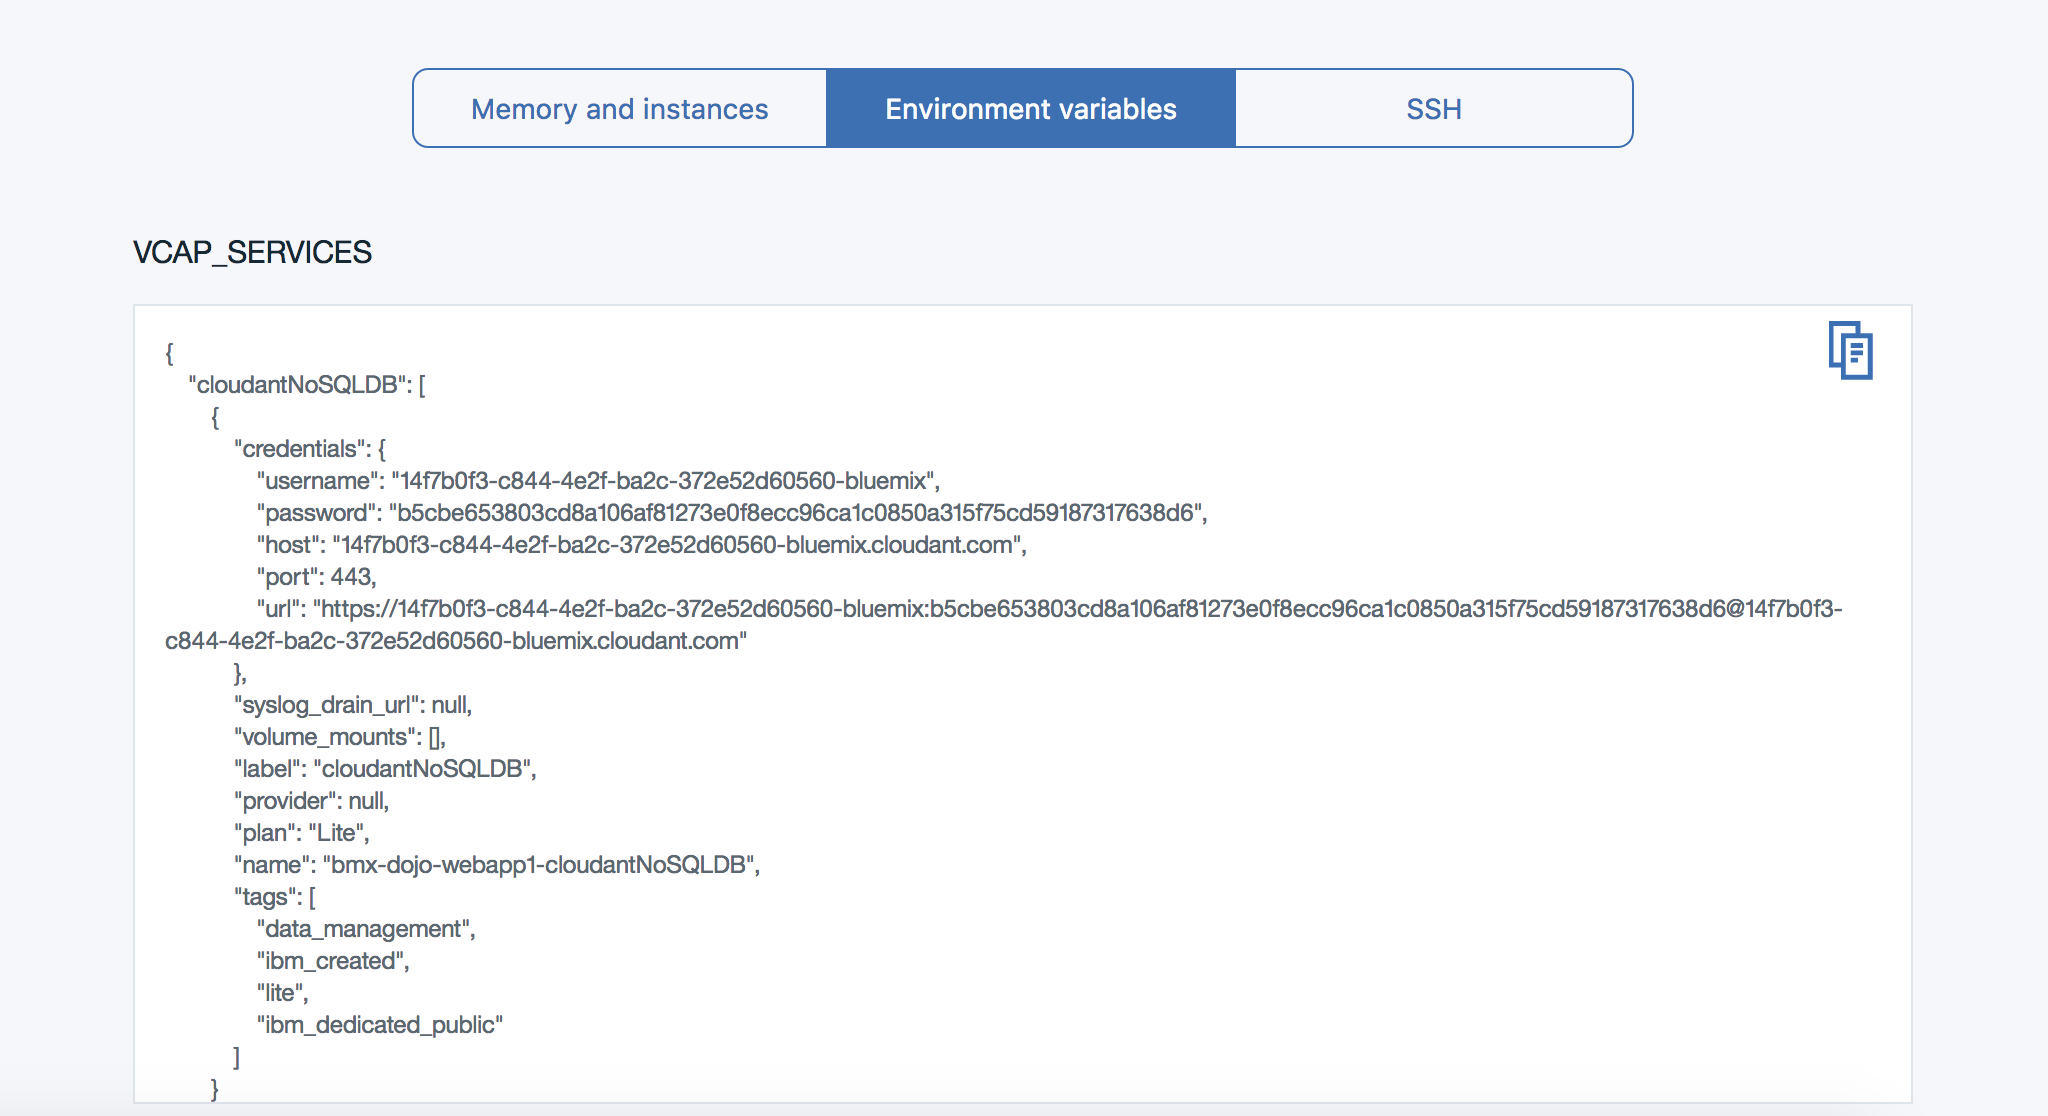 Memory and instances Environment variables SSH
VCAP_SERVICES
{
"cloudantNoSQLDB": [
{
"credentials": {
"username": "14f7b0f3-c844-4e2f-ba2c-372e52d60560-bluemix",
"password": "b5cbe653803cd8a106af81273e0f8ecc96ca1c0850a315f75cd59187317638d6",
"host": "14f7b0f3-c844-4e2f-ba2c-372e52d60560-bluemix.cloudant.com",
"port": 443,
"url": "https://14f7b0f3-c844-4e2f-ba2c-372e52d60560-bluemix:b5cbe653803cd8a106af81273e0f8ecc96ca1c0850a315f75cd59187317638d6@14f7b0f3-
c844-4e2f-ba2c-372e52d60560-bluemix.cloudant.com"
},
"syslog_drain_url": null,
"volume_mounts": [],
"label": "cloudantNoSQLDB",
"provider": null,
"plan": "Lite",
"name": "bmx-dojo-webapp1-cloudantNoSQLDB",
"tags": [
"data_management",
"ibm_created",
"lite",
"ibm_dedicated_public"
]
}